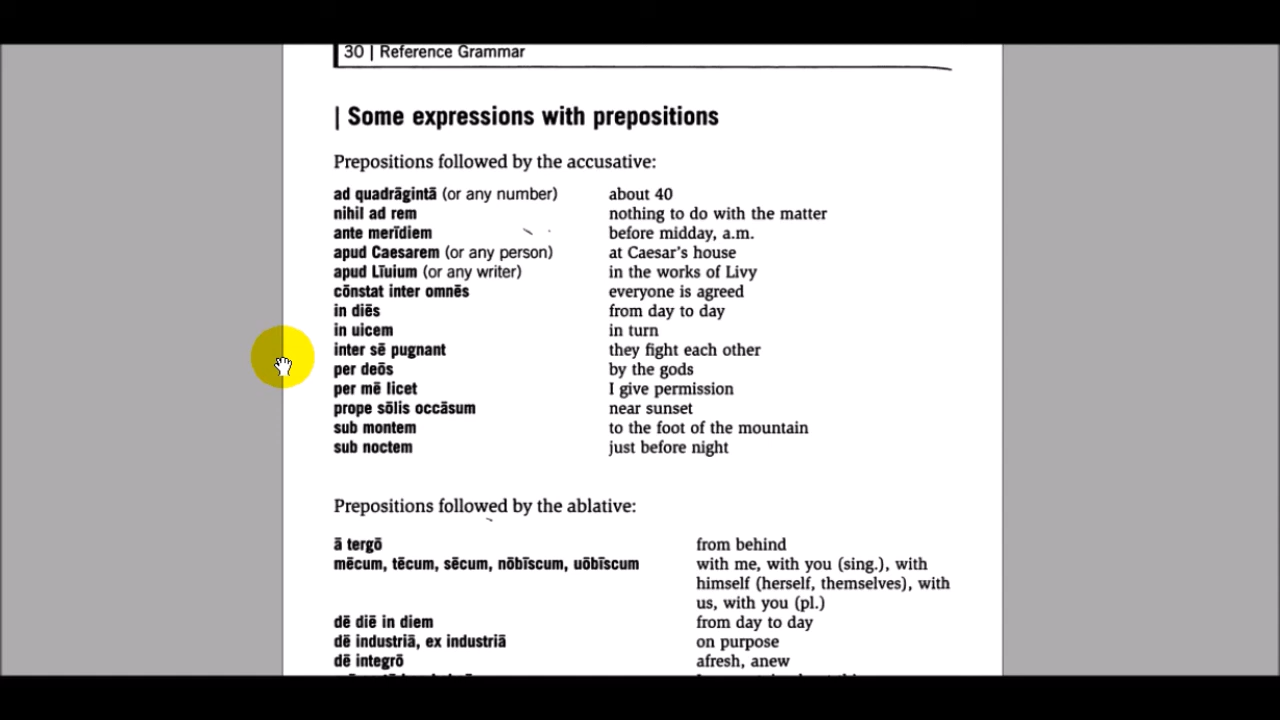 30 | Reference Grammar
| Some expressions with prepositions
Prepositions followed by the accusative:
ad quadrāgintā (or any number) about 40
nihil ad rem nothing to do with the matter
ante merīdiem before midday, a.m.
apud Caesarem (or any person) at Caesar's house
apud Līuium (or any writer) in the works of Livy
cōnstat inter omnēs everyone is agreed
in diēs from day to day
in uicem in turn
inter sē pugnant they fight each other
per deōs by the gods
per mē licet I give permission
prope sōlis occāsum near sunset
sub montem to the foot of the mountain
sub noctem just before night
Prepositions followed by the ablative:
ā tergō from behind
mēcum, tēcum, sēcum, nōbīscum, uōbīscum with me, with you (sing.), with
himself (herself, themselves), with
us, with you (pl.)
dē diē in diem from day to day
dē industriā, ex industriā on purpose
dē integrō afresh, anew